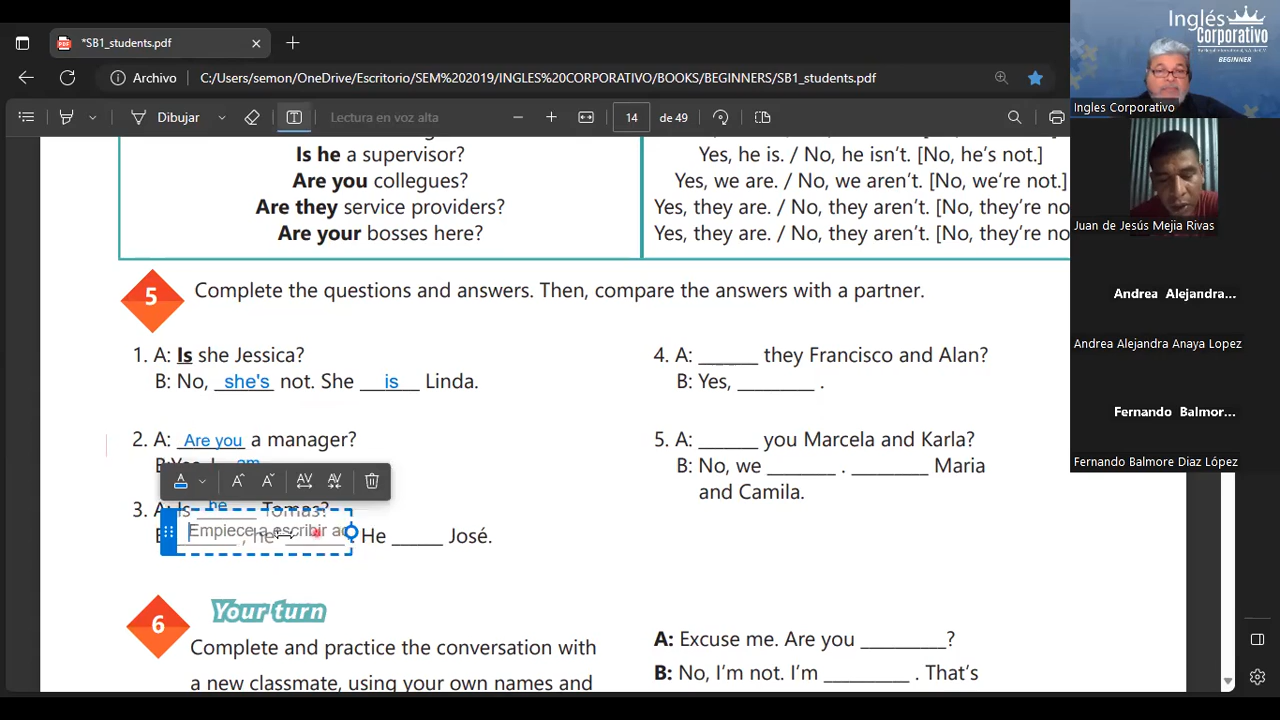 *SB1_students.pdf
Archivo C:/Users/semon/OneDrive/Escritorio/SEM%202019/INGLES%20CORPORATIVO/BOOKS/BEGINNERS/SB1_students.pdf
Dibujar Lectura en voz alta 14 de 49
Is he a supervisor? Yes, he is. / No, he isn't. [No, he's not.]
Are you collegues? Yes, we are. / No, we aren't. [No, we're not.]
Are they service providers? Yes, they are. / No, they aren't. [No, they're no
Are your bosses here? Yes, they are. / No, they aren't. [No, they're no
5 Complete the questions and answers. Then, compare the answers with a partner.
1. A: Is she Jessica?
B: No, she's not. She is Linda.
2. A: Are you a manager?
am
3. A: Is he Tomas?
Empiece a escribir ac
, he ______ . He _____ José.
4. A: ______ they Francisco and Alan?
B: Yes, ________ .
5. A: ______ you Marcela and Karla?
B: No, we _______ . ________ Maria
and Camila.
6 Your turn
Complete and practice the conversation with
a new classmate, using your own names and
A: Excuse me. Are you _________?
B: No, I'm not. I'm _________ . That's
Inglés
Corporativo
BEGINNER
Ingles Corporativo
Juan de Jesús Mejia Rivas
Andrea Alejandra...
Andrea Alejandra Anaya Lopez
Fernando Balmor...
Fernando Balmore Diaz López